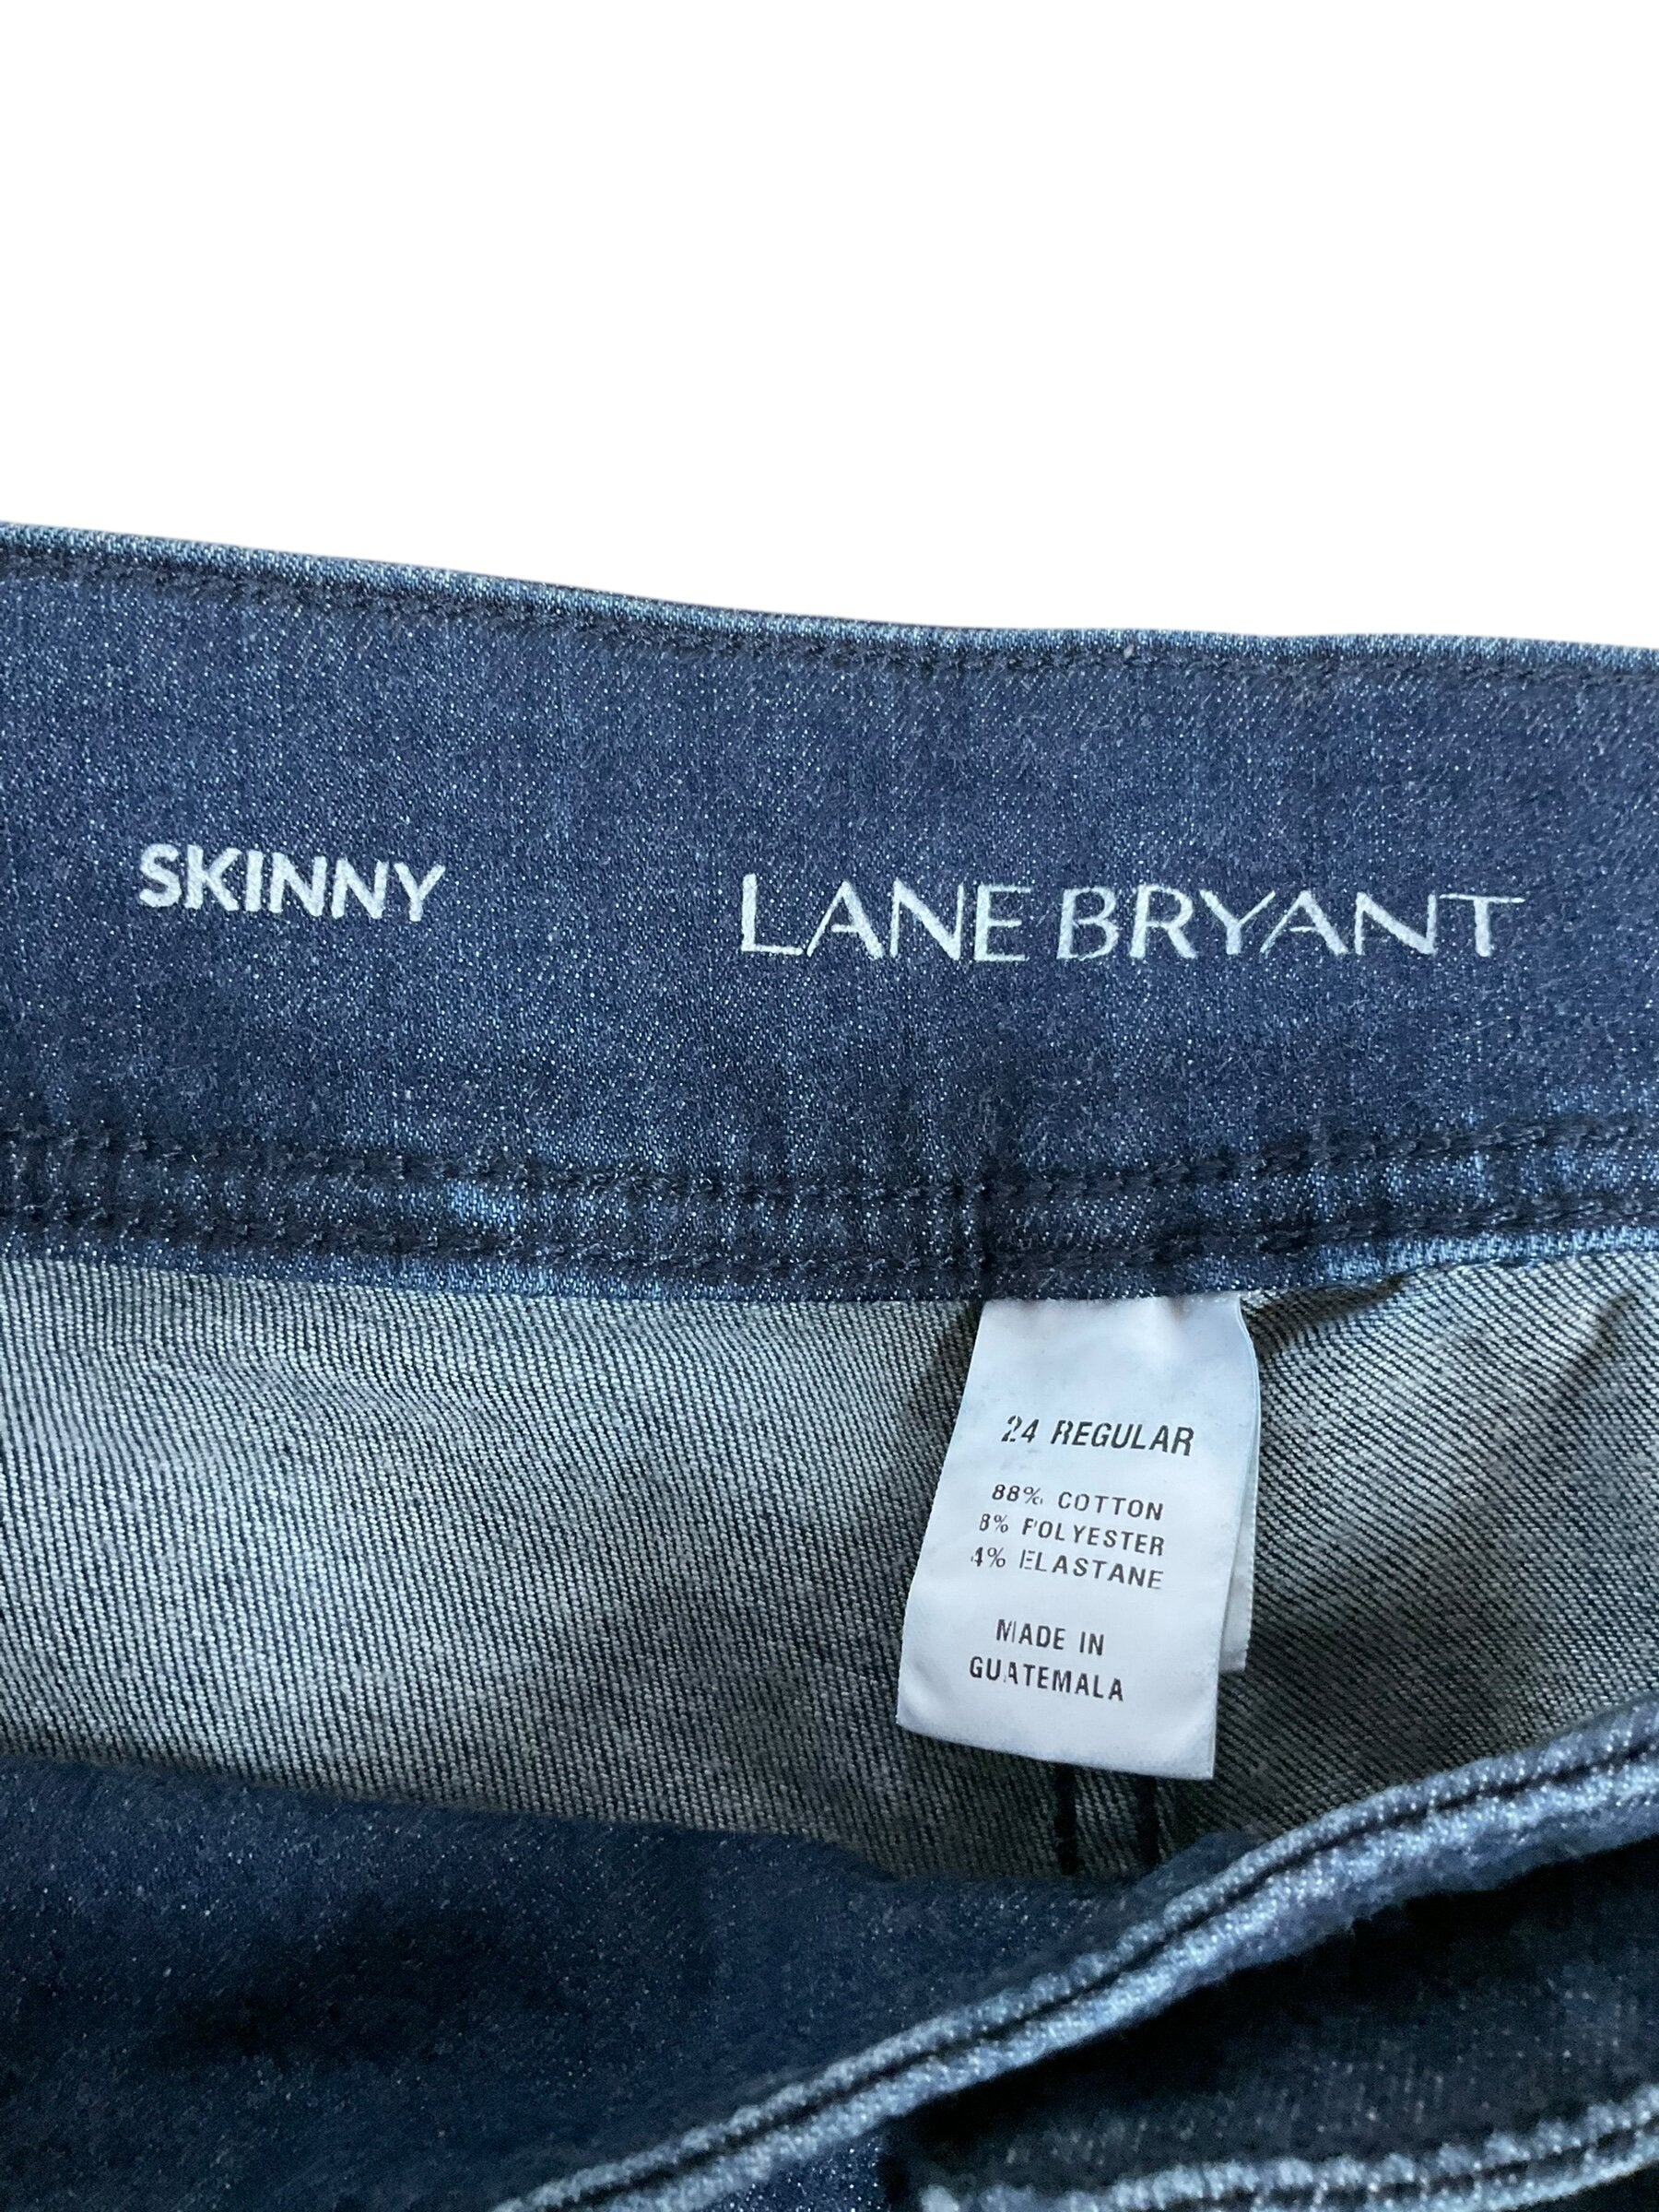 SKINNY
LANE BRYANT
24 REGULAR
88% COTTON
8% POLYESTER
4% ELASTANE
MADE IN
GUATEMALA